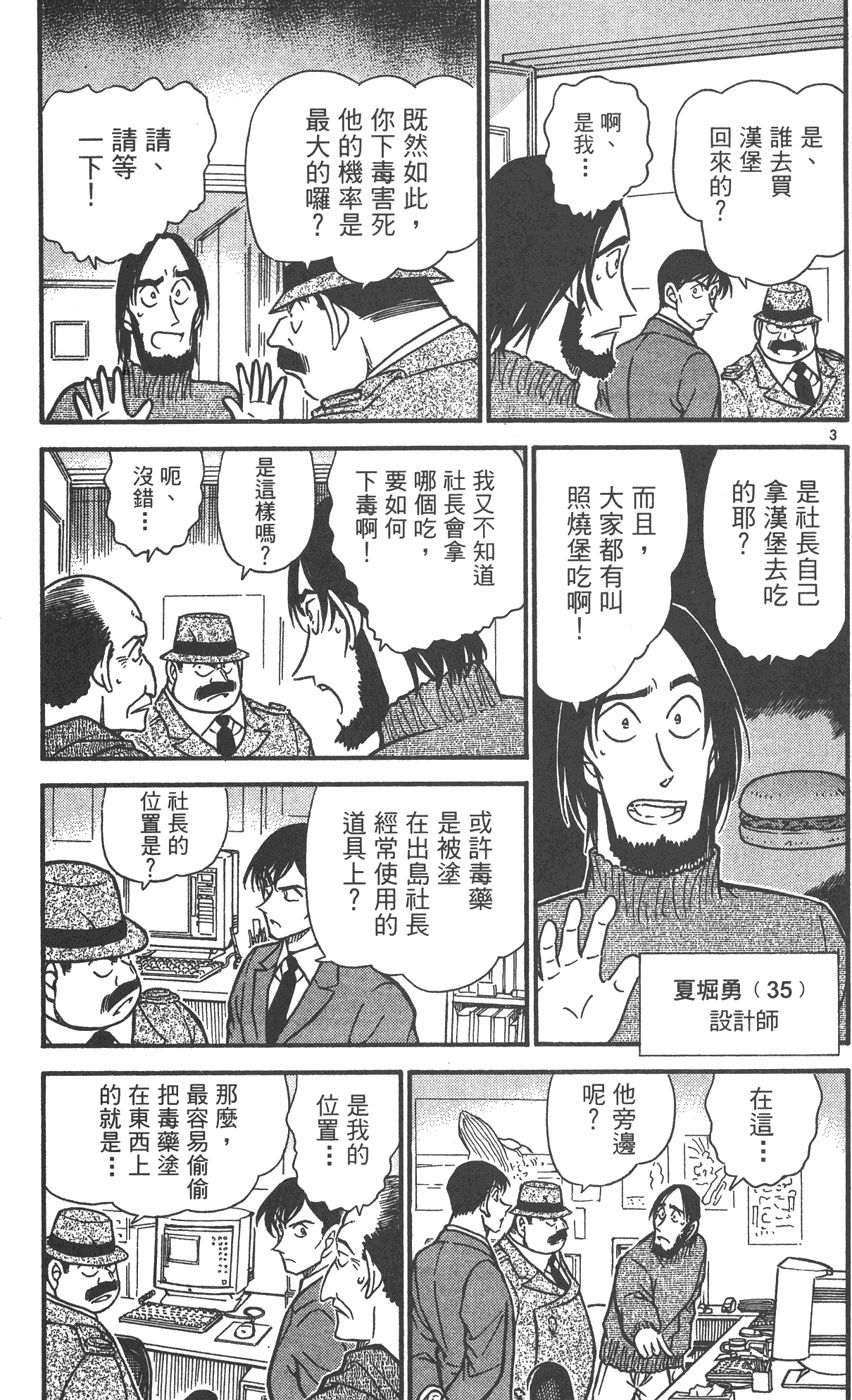 是、
誰去買
漢堡
回來的？
啊、
是我…
既然如此，
你下毒害死
他的機率是
最大的囉？
請、
請等
一下！
3
是社長自己
拿漢堡去吃
的耶？
而且，
大家都有叫
照燒堡吃啊！
夏堀勇（35）
設計師
我又不知道
社長會拿
哪個吃，
要如何
下毒啊！
是這樣嗎？
呃、
沒錯…
或許毒藥
是被塗
在出島社長
經常使用的
道具上？
社長的
位置是？
在這…
他旁邊
呢？
是我的
位置…
那麼，
最容易偷偷
把毒藥塗
在東西上
的就是…